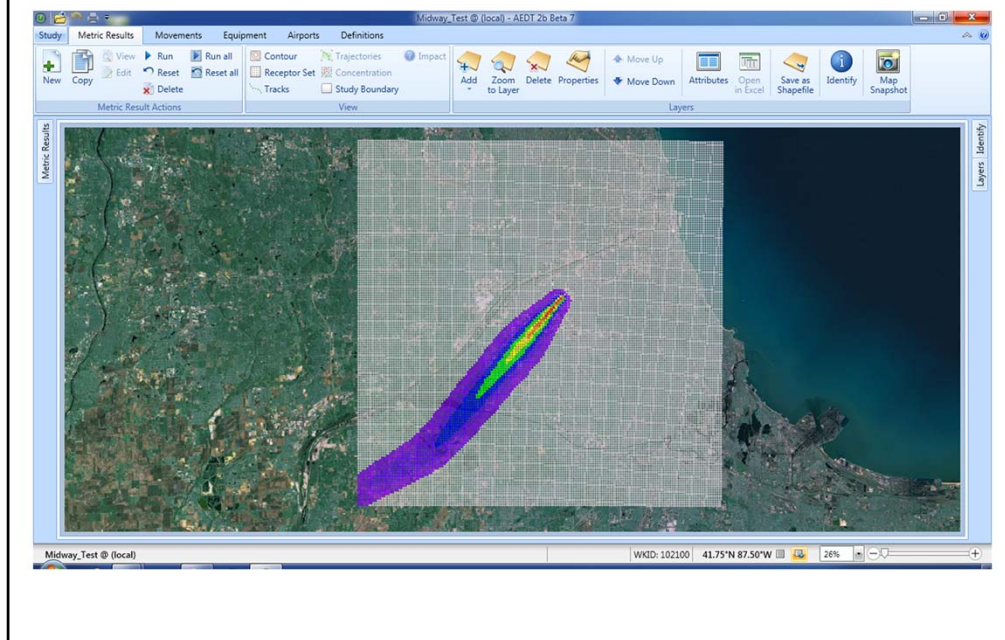 Midway_Test @ (local) - AEDT 2b Beta 7
Study Metric Results Movements Equipment Airports Definitions
New Copy View Edit Run Reset Delete Run all Reset all
Metric Result Actions
Contour Receptor Set Tracks Trajectories Concentration Study Boundary Impact
View
Add Zoom to Layer Delete Properties Move Up Move Down Attributes Open in Excel Save as Shapefile Identify Map Snapshot
Layers
Metric Results
Identify
Layers
Midway_Test @ (local) WKID: 102100 41.75°N 87.50°W 26%